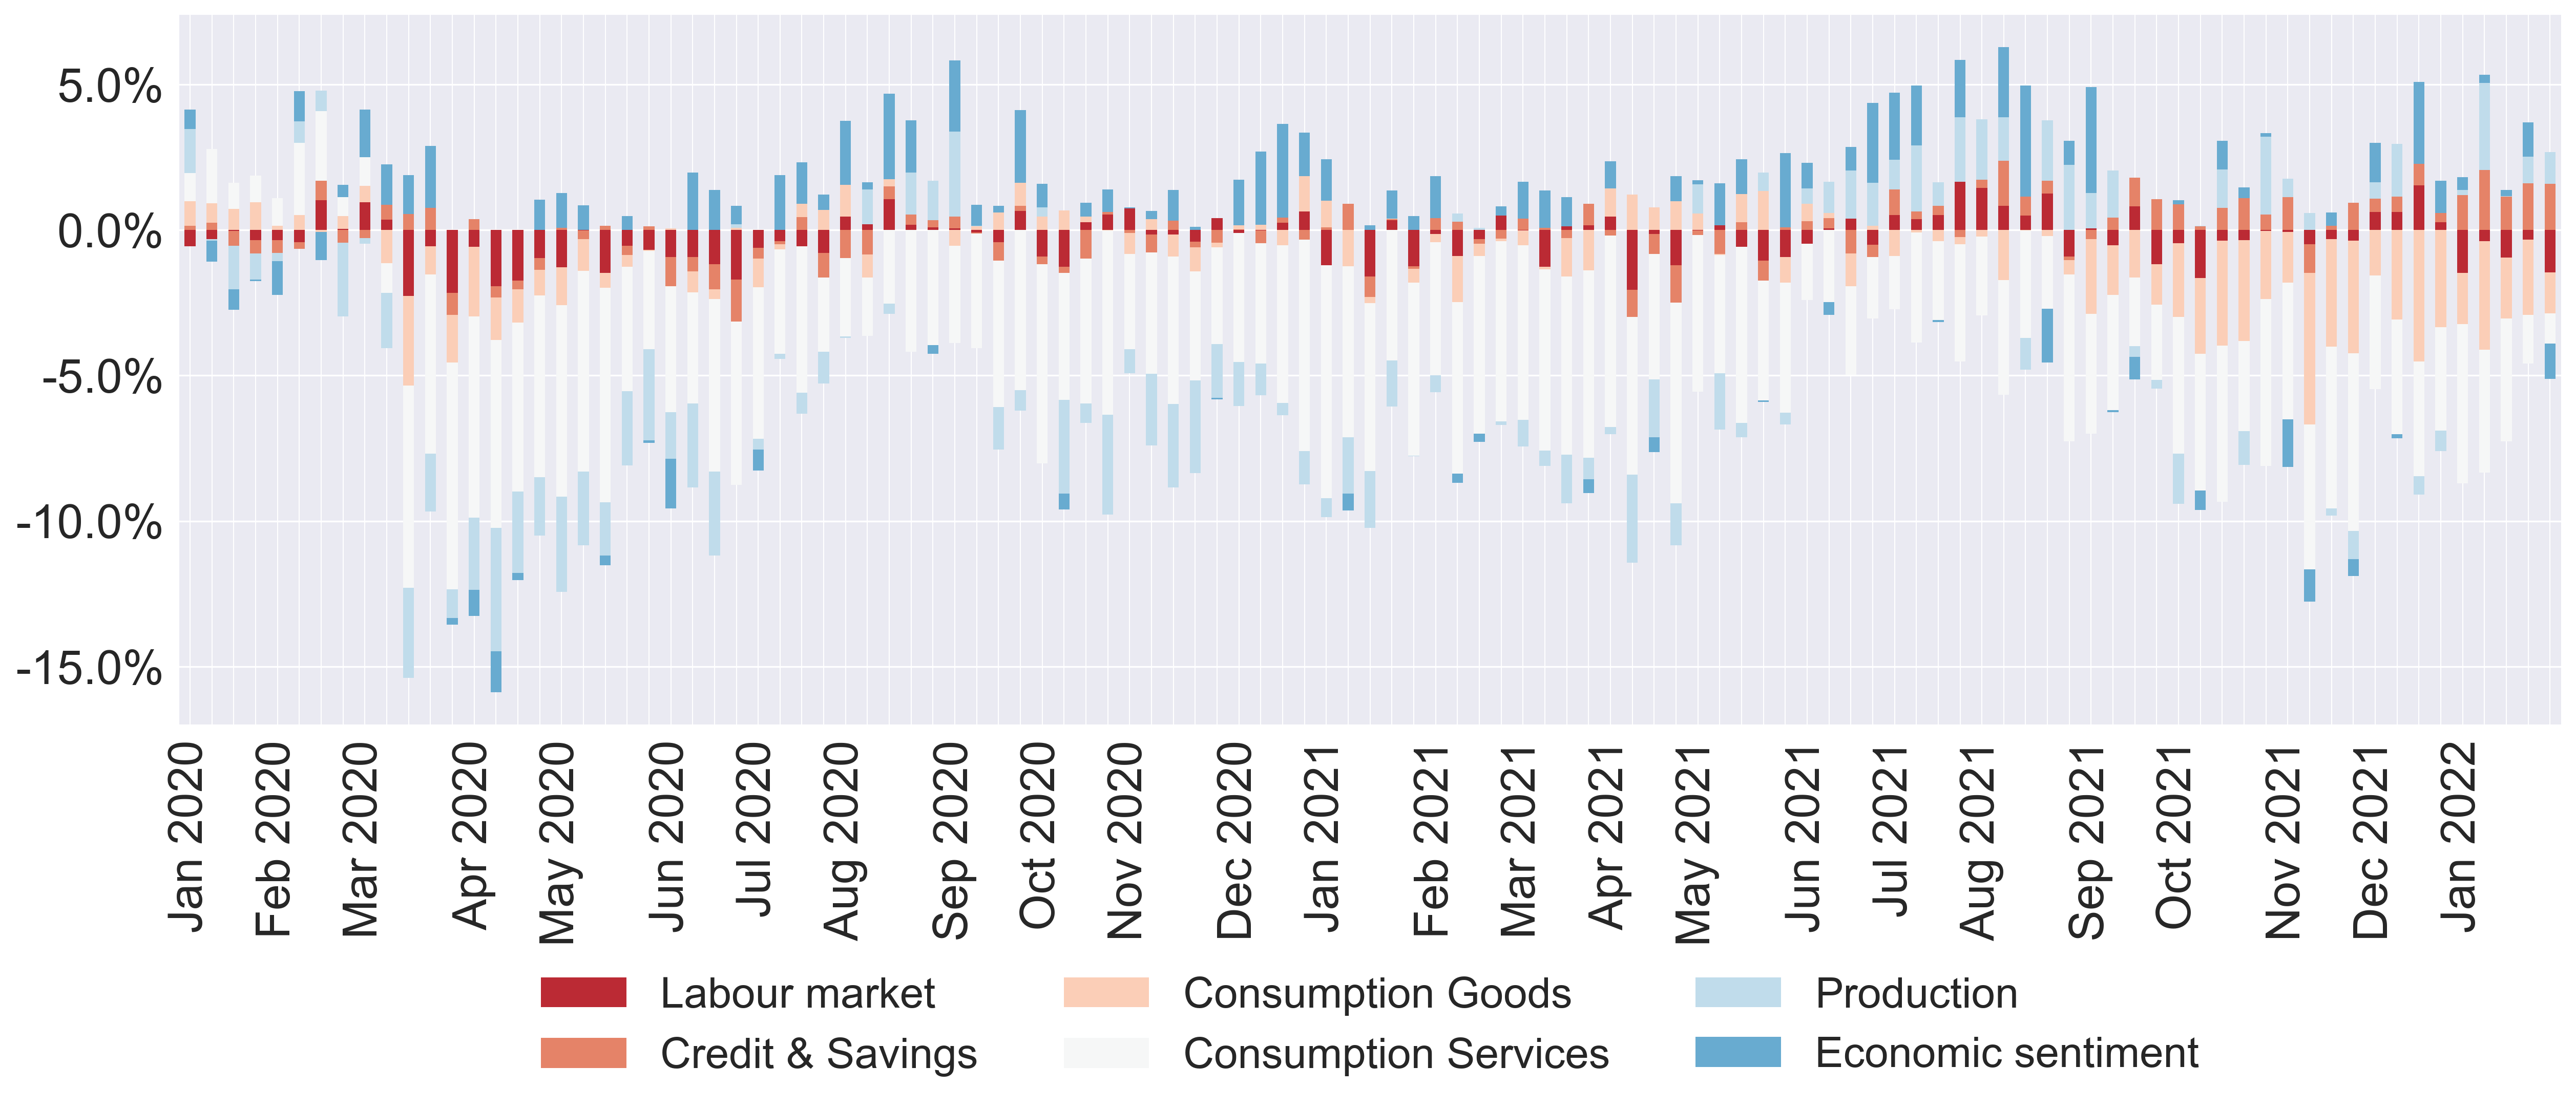 5.0%
0.0%
-5.0%
-10.0%
-15.0%
Jan 2020
Feb 2020
Mar 2020
Apr 2020
May 2020
Jun 2020
Jul 2020
Aug 2020
Sep 2020
Oct 2020
Nov 2020
Dec 2020
Jan 2021
Feb 2021
Mar 2021
Apr 2021
May 2021
Jun 2021
Jul 2021
Aug 2021
Sep 2021
Oct 2021
Nov 2021
Dec 2021
Jan 2022
Labour market
Consumption Goods
Production
Credit & Savings
Consumption Services
Economic sentiment